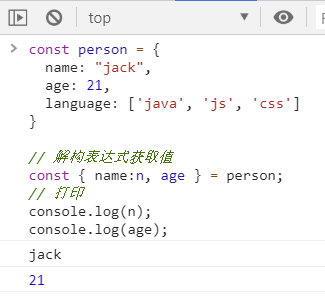 top
const person = {
  name: "jack",
  age: 21,
  language: ['java', 'js', 'css']
}
// 解构表达式获取值
const { name:n, age } = person;
// 打印
console.log(n);
console.log(age);
jack
21